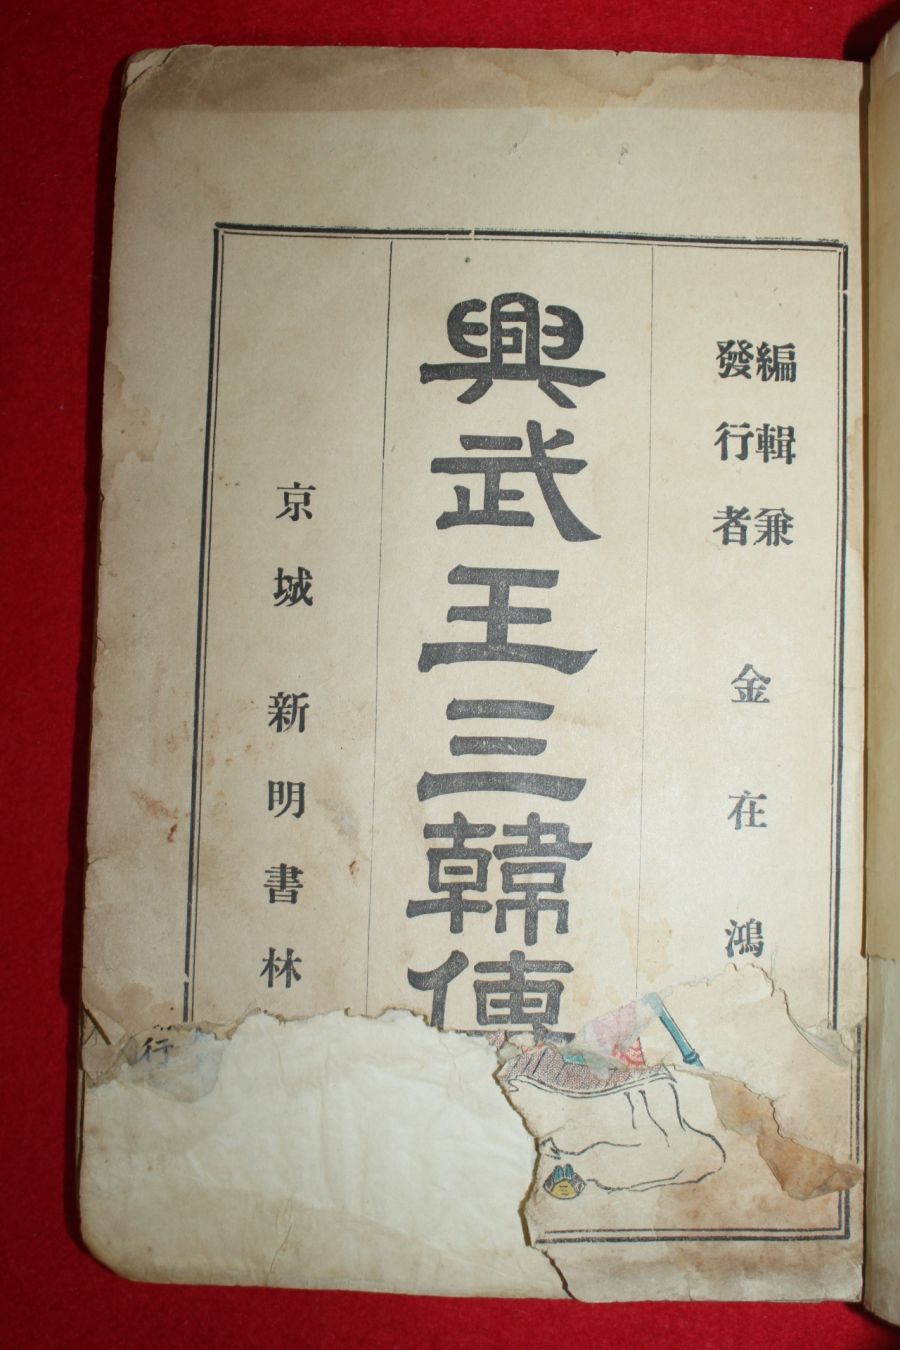 編輯兼
發行者
金在鴻
興武王三韓傳
京城 新明書林
行